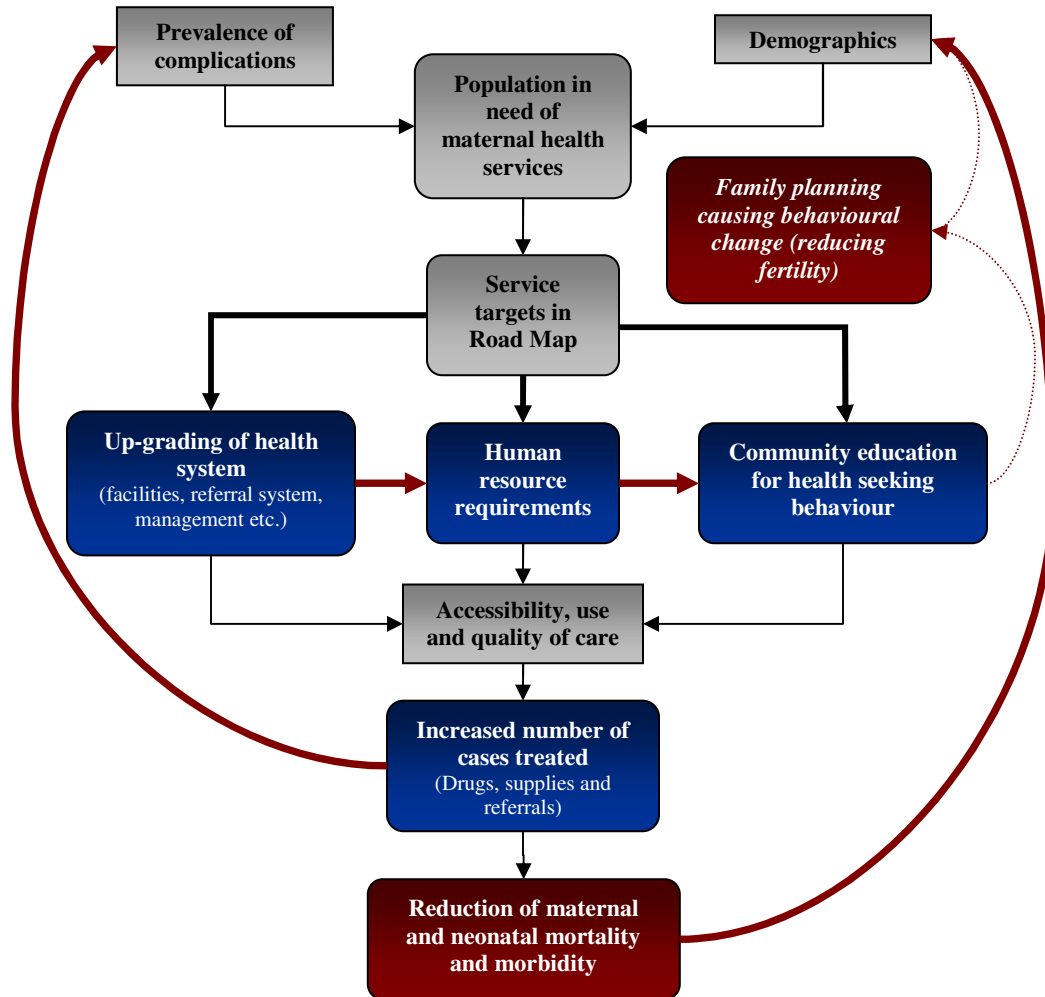 Prevalence of
complications
Demographics
Population in
need of
maternal health
services
Family planning
causing behavioural
change (reducing
fertility)
Service
targets in
Road Map
Up-grading of health
system
(facilities, referral system,
management etc.)
Human
resource
requirements
Community education
for health seeking
behaviour
Accessibility, use
and quality of care
Increased number of
cases treated
(Drugs, supplies and
referrals)
Reduction of maternal
and neonatal mortality
and morbidity